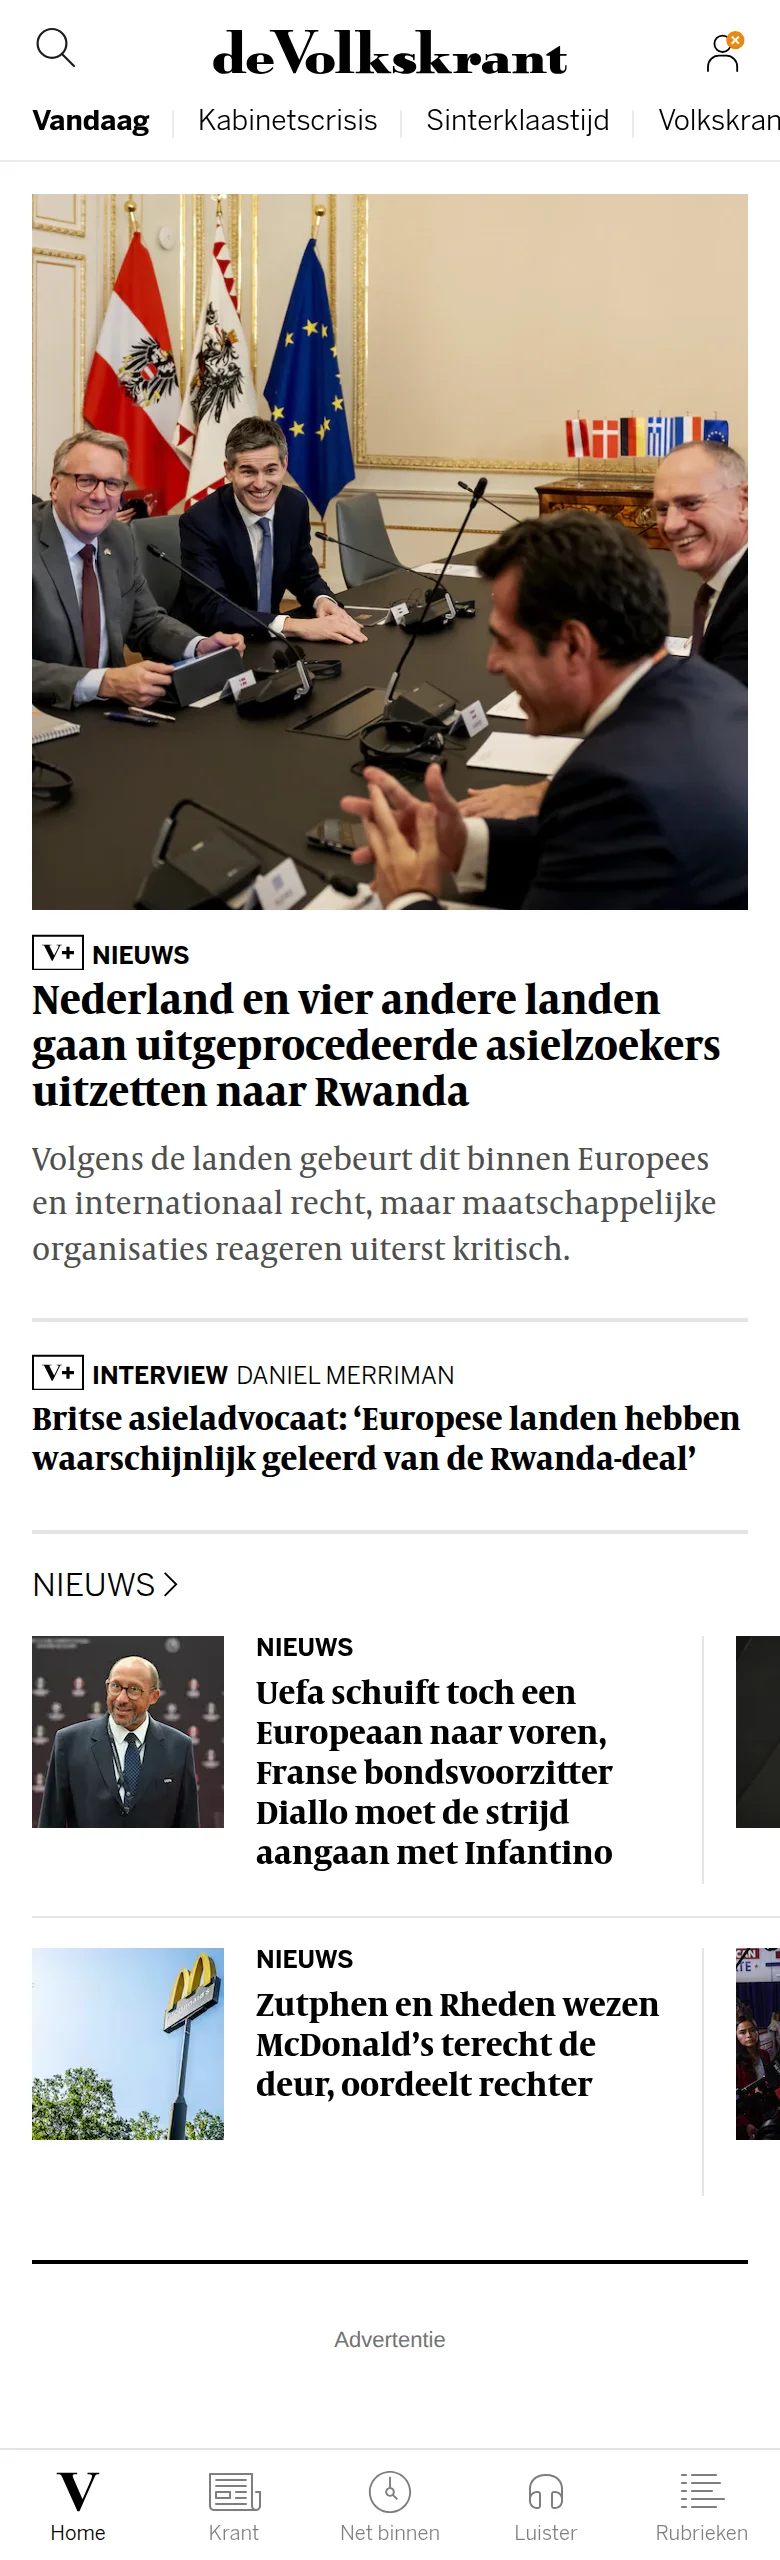 de Volkskrant
Vandaag
Kabinetscrisis
Sinterklaastijd
Volkskran
V+ NIEUWS
Nederland en vier andere landen
gaan uitgeprocedeerde asielzoekers
uitzetten naar Rwanda
Volgens de landen gebeurt dit binnen Europees
en internationaal recht, maar maatschappelijke
organisaties reageren uiterst kritisch.
V+ INTERVIEW DANIEL MERRIMAN
Britse asieladvocaat: ‘Europese landen hebben
waarschijnlijk geleerd van de Rwanda-deal’
NIEUWS
NIEUWS
Uefa schuift toch een
Europeaan naar voren,
Franse bondsvoorzitter
Diallo moet de strijd
aangaan met Infantino
NIEUWS
Zutphen en Rheden wezen
McDonald’s terecht de
deur, oordeelt rechter
Advertentie
V
Home
Krant
Net binnen
Luister
Rubrieken